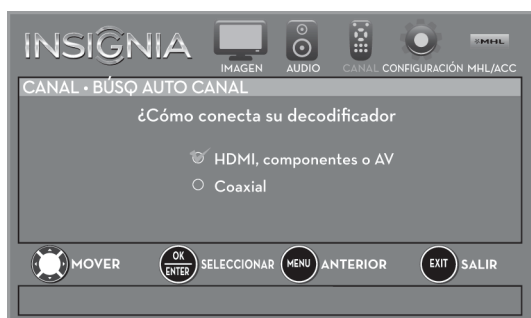 INSIGNIA
IMAGEN AUDIO CANAL CONFIGURACIÓN MHL/ACC
MHL
CANAL • BÚSQ AUTO CANAL
¿Cómo conecta su decodificador
HDMI, componentes o AV
Coaxial
MOVER OK ENTER SELECCIONAR MENU ANTERIOR EXIT SALIR